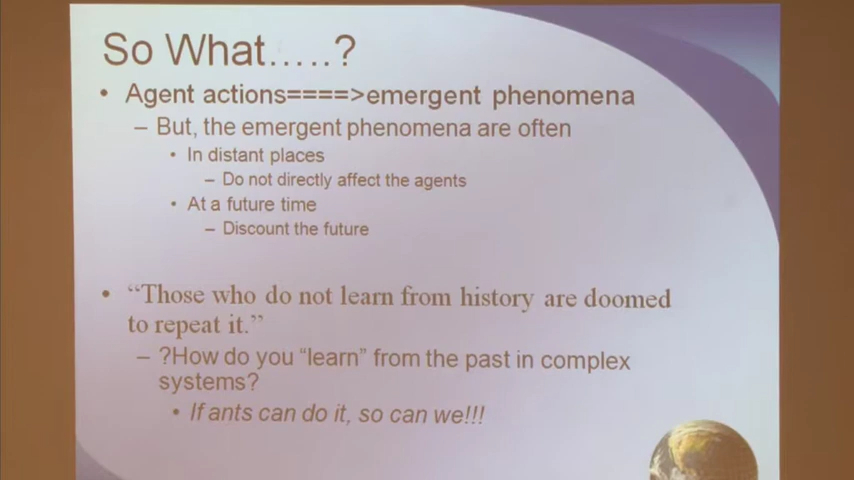 So What.....?
• Agent actions====>emergent phenomena
– But, the emergent phenomena are often
• In distant places
– Do not directly affect the agents
• At a future time
– Discount the future
• “Those who do not learn from history are doomed
to repeat it.”
– ?How do you “learn” from the past in complex
systems?
• If ants can do it, so can we!!!